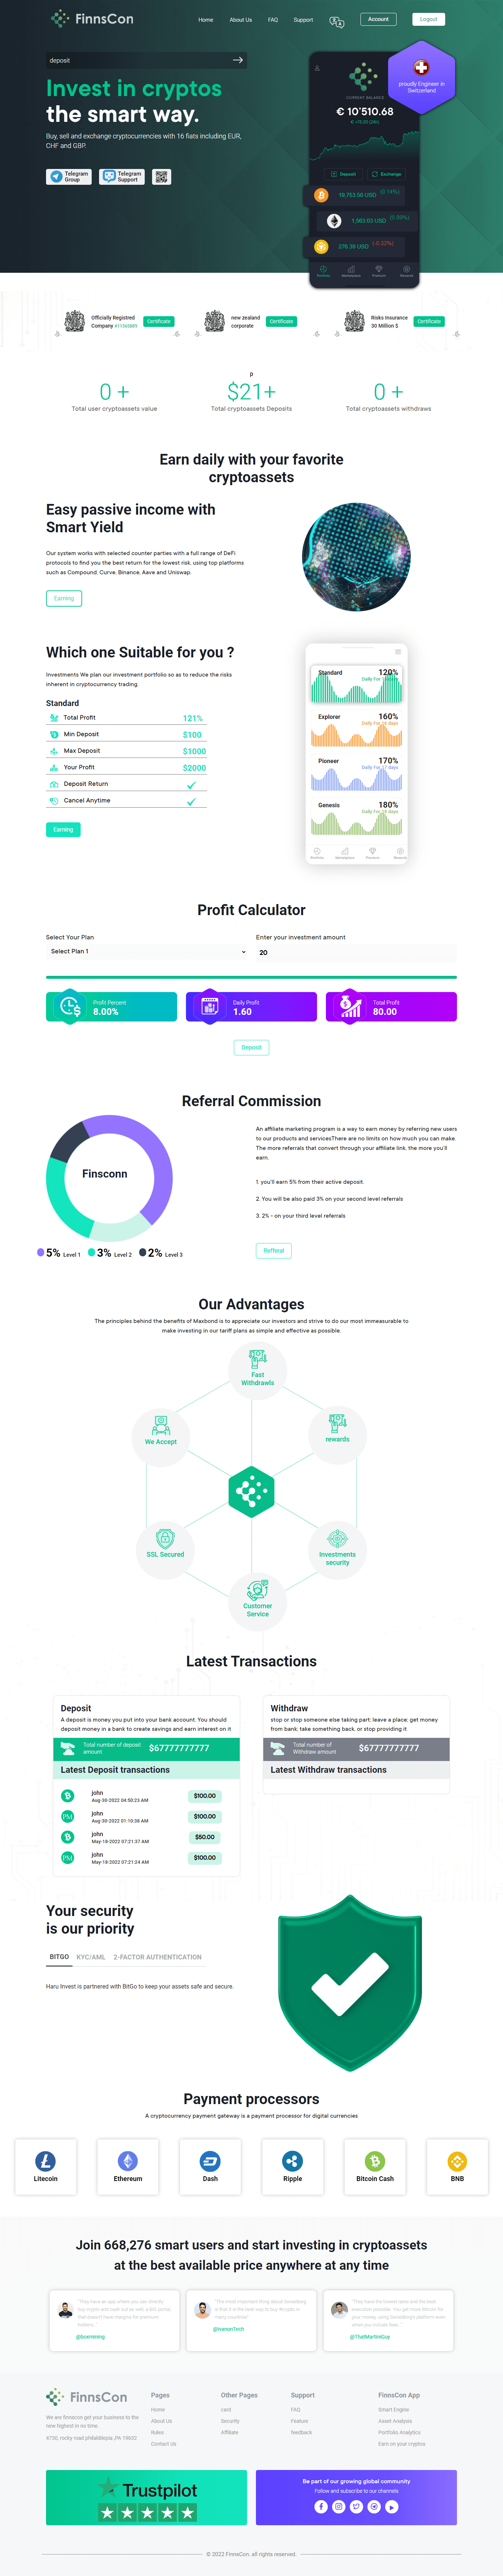 FinnsCon
Home
About Us
FAQ
Support
Account
Logout
deposit
Invest in cryptos
the smart way.
Buy, sell and exchange cryptocurrencies with 16 fiats including EUR,
CHF and GBP.
Telegram
Group
Telegram
Support
proudly Engineer in
Switzerland
CURRENT BALANCE
€ 10'510.68
Deposit
Exchange
19,753.50 USD (0.14%)
1,503.03 USD
276.39 USD
Portfolio
Marketplace
Premium
Rewards
Officially Registred
Company
Certificate
new zealand
corporate
Certificate
Risks Insurance
30 Million $
Certificate
p
0 +
Total user cryptoassets value
$21+
Total cryptoassets Deposits
0 +
Total cryptoassets withdraws
Earn daily with your favorite
cryptoassets
Easy passive income with
Smart Yield
Our system works with selected counter parties with a full range of DeFi
protocols to find you the best return for the lowest risk, using top platforms
such as Compound, Curve, Binance, Aave and Uniswap.
Earning
Which one Suitable for you ?
Investments We plan our investment portfolio so as to reduce the risks
inherent in cryptocurrency trading.
Standard
Total Profit 121%
Min Deposit $100
Max Deposit $1000
Your Profit $2000
Deposit Return
Cancel Anytime
Earning
Standard 120%
Explorer 160%
Pioneer 170%
Genesis 180%
Portfolio
Marketplace
Premium
Rewards
Profit Calculator
Select Your Plan
Select Plan 1
Enter your investment amount
20
Profit Percent
8.00%
Daily Profit
1.60
Total Profit
80.00
Deposit
Referral Commission
Finsconn
5% Level 1
3% Level 2
2% Level 3
An affiliate marketing program is a way to earn money by referring new users
to our products and servicesThere are no limits on how much you can make.
The more referrals that convert through your affiliate link, the more you'll
earn.
1. you'll earn 5% from their active deposit.
2. You will be also paid 3% on your second level referrals
3. 2% - on your third level referrals
Reffreal
Our Advantages
The principles behind the benefits of Maxbond is to appreciate our investors and strive to do our most immeasurable to
make investing in our tariff plans as simple and effective as possible.
Fast
Withdrawls
We Accept
rewards
SSL Secured
Investments
security
Customer
Service
Latest Transactions
Deposit
A deposit is money you put into your bank account. You should
deposit money in a bank to create savings and earn interest on it
Total number of deposit
amount
$67777777777
Latest Deposit transactions
john
Aug-30-2022 04:50:23 AM
$100.00
john
Aug-30-2022 01:10:38 AM
$100.00
john
May-18-2022 07:21:37 AM
$50.00
john
May-18-2022 07:21:24 AM
$100.00
Withdraw
stop or stop someone else taking part; leave a place; get money
from bank; take something back, or stop providing it
Total number of
Withdraw amount
$67777777777
Latest Withdraw transactions
Your security
is our priority
BITGO
KYC/AML
2-FACTOR AUTHENTICATION
Haru Invest is partnered with BitGo to keep your assets safe and secure.
Payment processors
A cryptocurrency payment gateway is a payment processor for digital currencies
Litecoin
Ethereum
Dash
Ripple
Bitcoin Cash
BNB
Join 668,276 smart users and start investing in cryptoassets
at the best available price anywhere at any time
@boxmining
@IvanonTech
@ThatMartiniGuy
FinnsCon
We are finnscon get your business to the
new highest in no time.
4730, rocky road philaldilepia ,PA 19632
Pages
Home
About Us
Rules
Contact Us
Other Pages
card
Security
Affiliate
Support
FAQ
Feature
feedback
FinnsCon App
Smart Engine
Asset Analysis
Portfolio Analytics
Earn on your cryptos
Trustpilot
Be part of our growing global community
Follow and subscribe to our channels
© 2022 FinnsCon. all rights reserved.